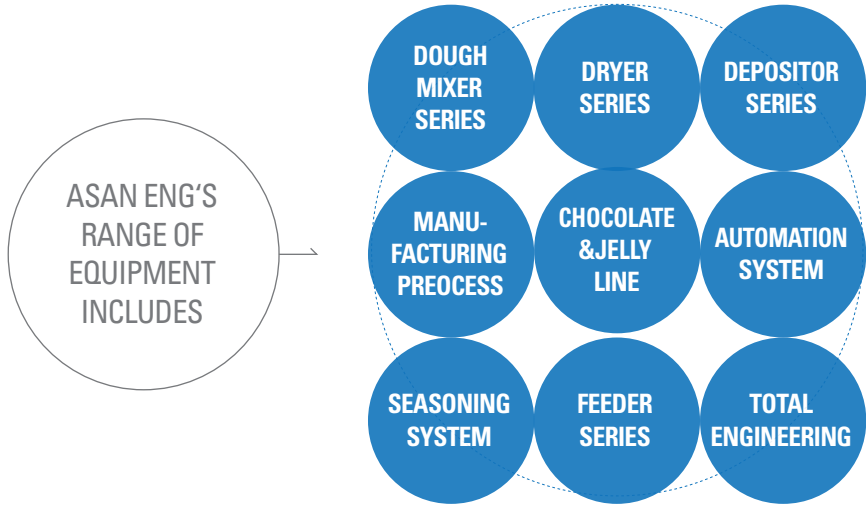 ASAN ENG'S
RANGE OF
EQUIPMENT
INCLUDES
DOUGH
MIXER
SERIES
DRYER
SERIES
DEPOSITOR
SERIES
MANU-
FACTURING
PREOCESS
CHOCOLATE
&JELLY
LINE
AUTOMATION
SYSTEM
SEASONING
SYSTEM
FEEDER
SERIES
TOTAL
ENGINEERING